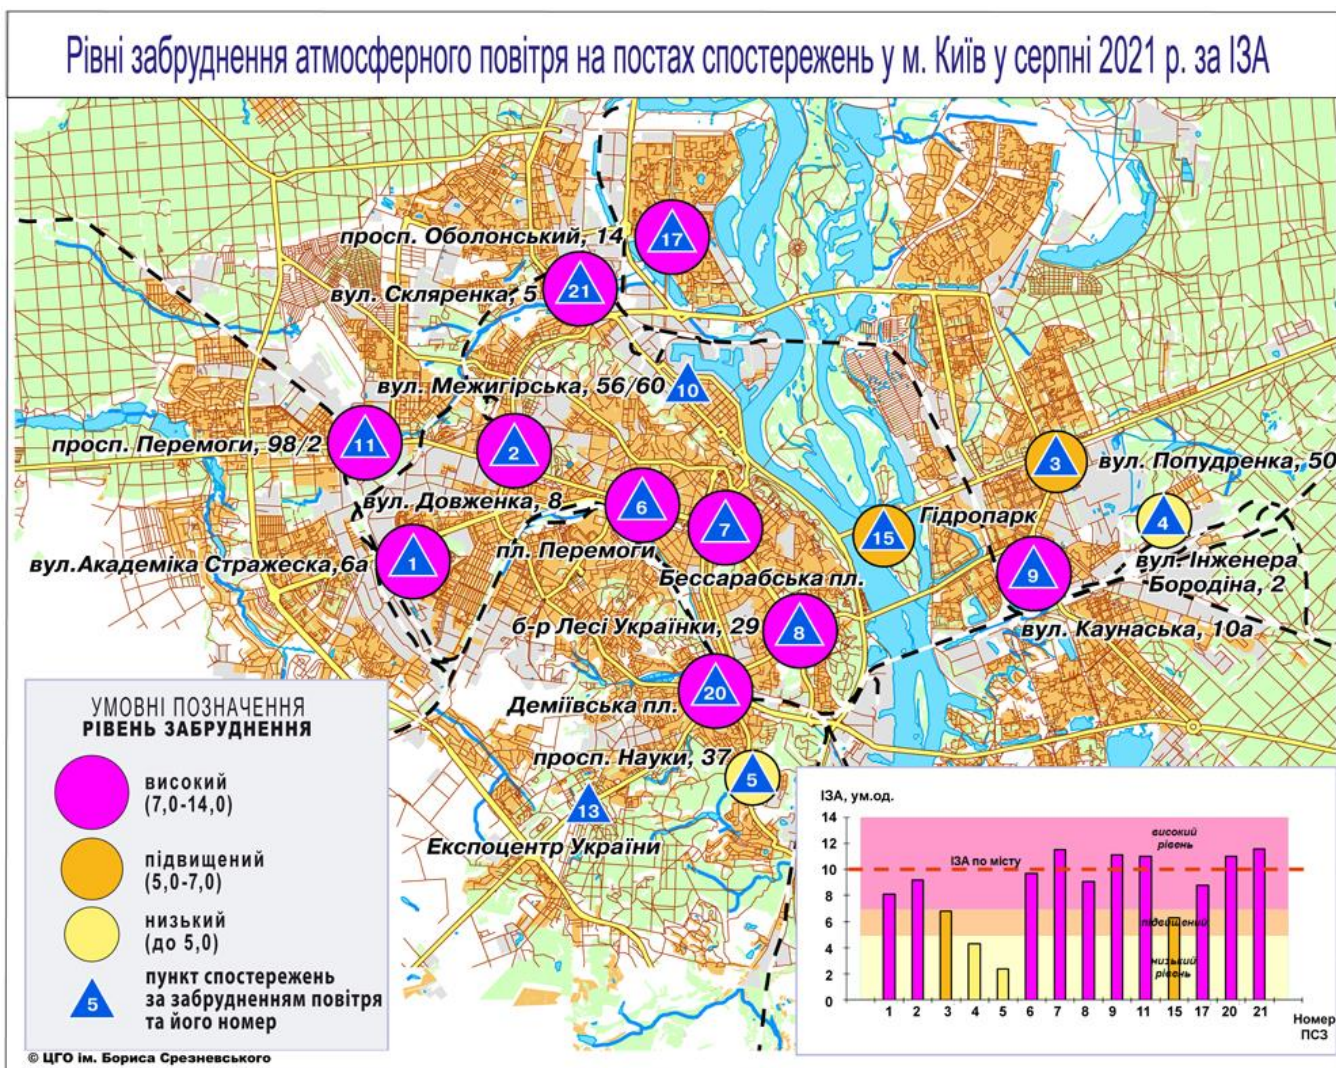 Рівні забруднення атмосферного повітря на постах спостережень у м. Київ у серпні 2021 р. за ІЗА
просп. Оболонський, 14
17
вул. Скляренка, 5
21
вул. Межигірська, 56/60
10
просп. Перемоги, 98/2
11
2
вул. Довженка, 8
3
вул. Попудренка, 50
6
7
15
Гідропарк
4
вул.Академіка Стражеска,6а
1
пл. Перемоги
Бессарабська пл.
9
вул. Інженера
Бородіна, 2
б-р Лесі Українки, 29
8
вул. Каунаська, 10а
Деміївська пл.
20
просп. Науки, 37
5
13
Експоцентр України
УМОВНІ ПОЗНАЧЕННЯ
РІВЕНЬ ЗАБРУДНЕННЯ
високий
(7,0-14,0)
підвищений
(5,0-7,0)
низький
(до 5,0)
5
пункт спостережень
за забрудненням повітря
та його номер
© ЦГО ім. Бориса Срезневського
ІЗА, ум.од.
14
12
10
8
6
4
2
0
високий
рівень
ІЗА по місту
підвищений
низький
рівень
1 2 3 4 5 6 7 8 9 11 15 17 20 21
Номер
ПСЗ